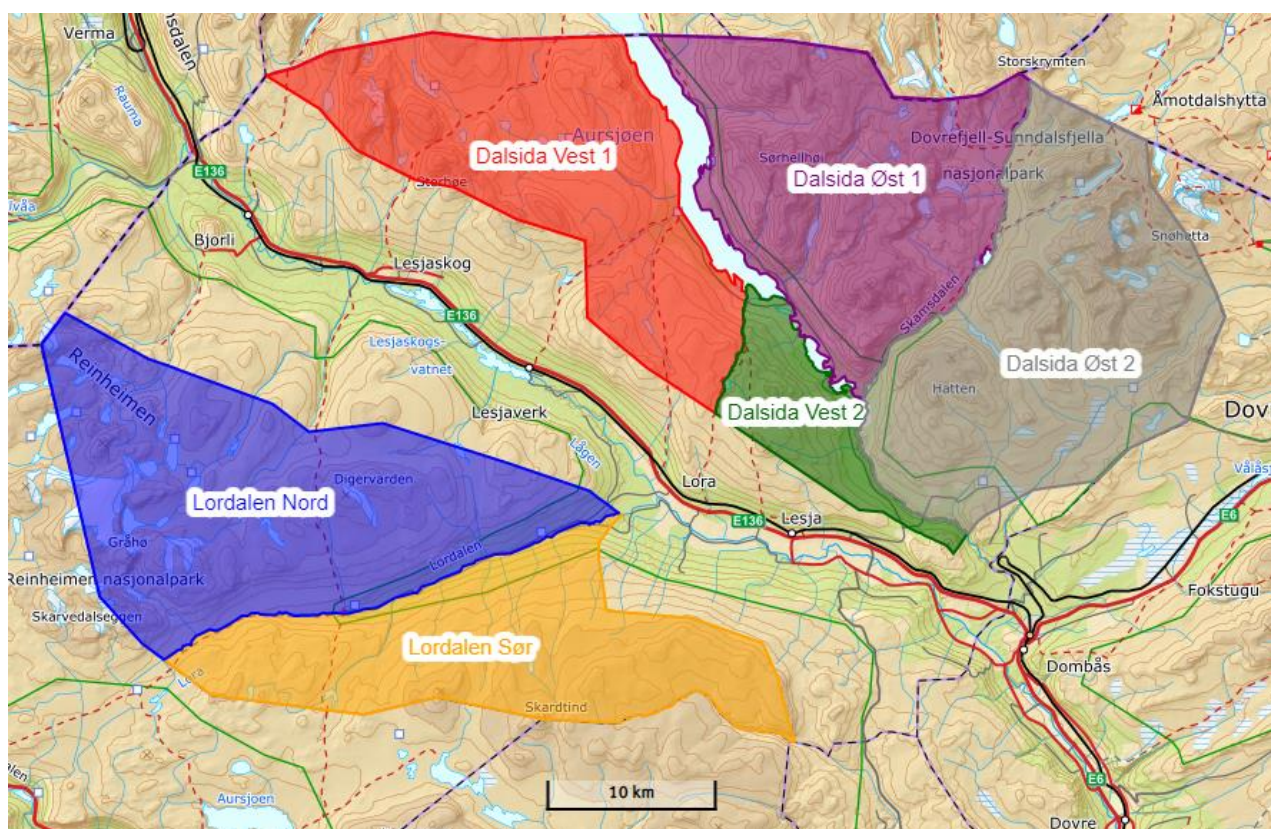 Verma
Rauma
Storskrymten
Åmotdalshytta
Aursjøen
Dovrefjell-Sunndalsfjella
nasjonalpark
Dalsida Vest 1
Sørhellhøi
Dalsida Øst 1
E136
Storhøe
Bjorli
Snøhetta
Lesjaskog
E136
Skamsdalen
Lesjaskogs-
vatnet
Reinheimen
Dalsida Øst 2
Hatten
Lesjaverk
Dalsida Vest 2
Dov
Lågen
Digervarden
Lordalen Nord
Lora
Vålås
E136
Lesja
E6
Gråhø
Lordalen
Reinheimen nasjonalpark
Skarvedalseggen
Fokstugu
Lordalen Sør
Lora
Dombås
Skardtind
10 km
E6
Aursjoen
Dovre